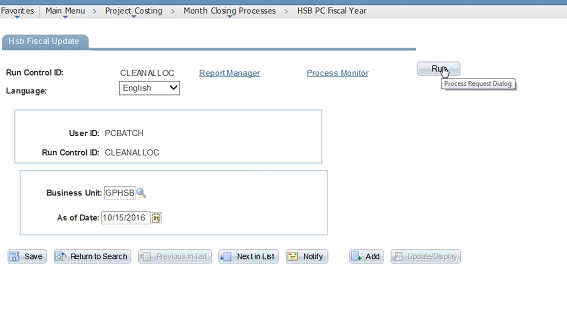 Favorites Main Menu > Project Costing > Month Closing Processes > HSB PC Fiscal Year
Hsb Fiscal Update
Run Control ID: CLEANALLOC Report Manager Process Monitor Run
Process Request Dialog
Language: English
User ID: PCBATCH
Run Control ID: CLEANALLOC
Business Unit: GPHSB
As of Date: 10/15/2016
Save Return to Search Previous in List Next in List Notify Add Update/Display